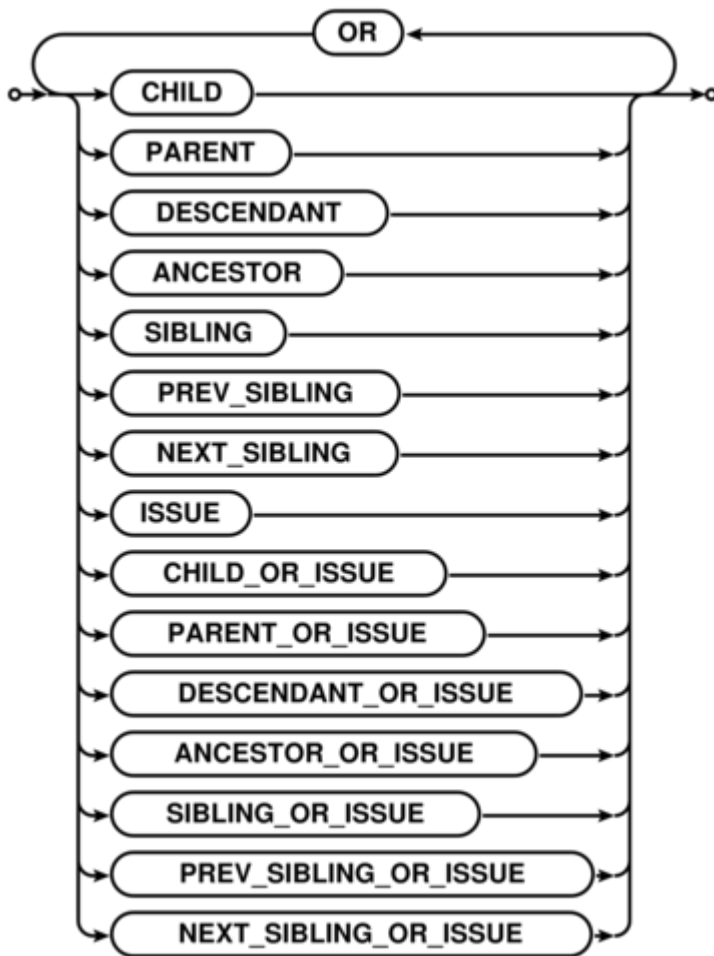 OR
CHILD
PARENT
DESCENDANT
ANCESTOR
SIBLING
PREV_SIBLING
NEXT_SIBLING
ISSUE
CHILD_OR_ISSUE
PARENT_OR_ISSUE
DESCENDANT_OR_ISSUE
ANCESTOR_OR_ISSUE
SIBLING_OR_ISSUE
PREV_SIBLING_OR_ISSUE
NEXT_SIBLING_OR_ISSUE